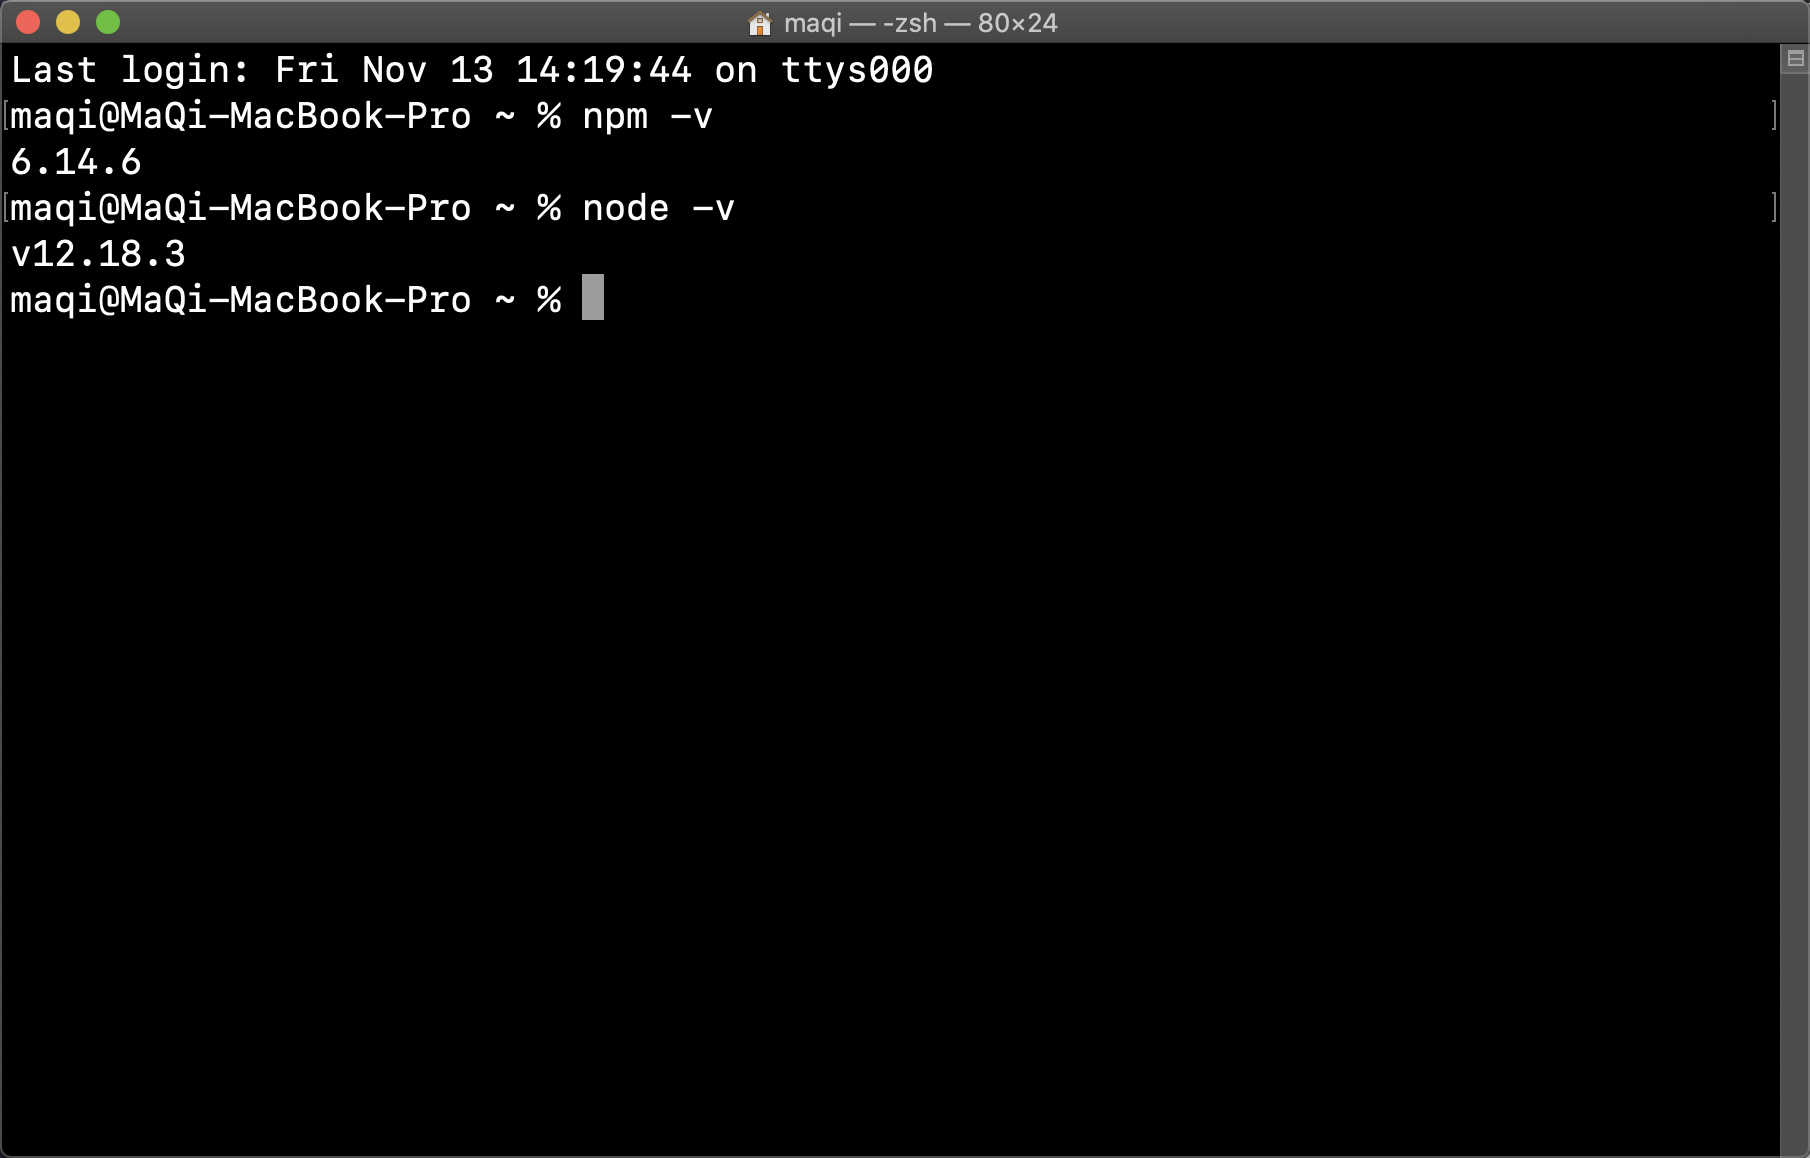 maqi — -zsh — 80×24
Last login: Fri Nov 13 14:19:44 on ttys000
maqi@MaQi-MacBook-Pro ~ % npm -v
6.14.6
maqi@MaQi-MacBook-Pro ~ % node -v
v12.18.3
maqi@MaQi-MacBook-Pro ~ %